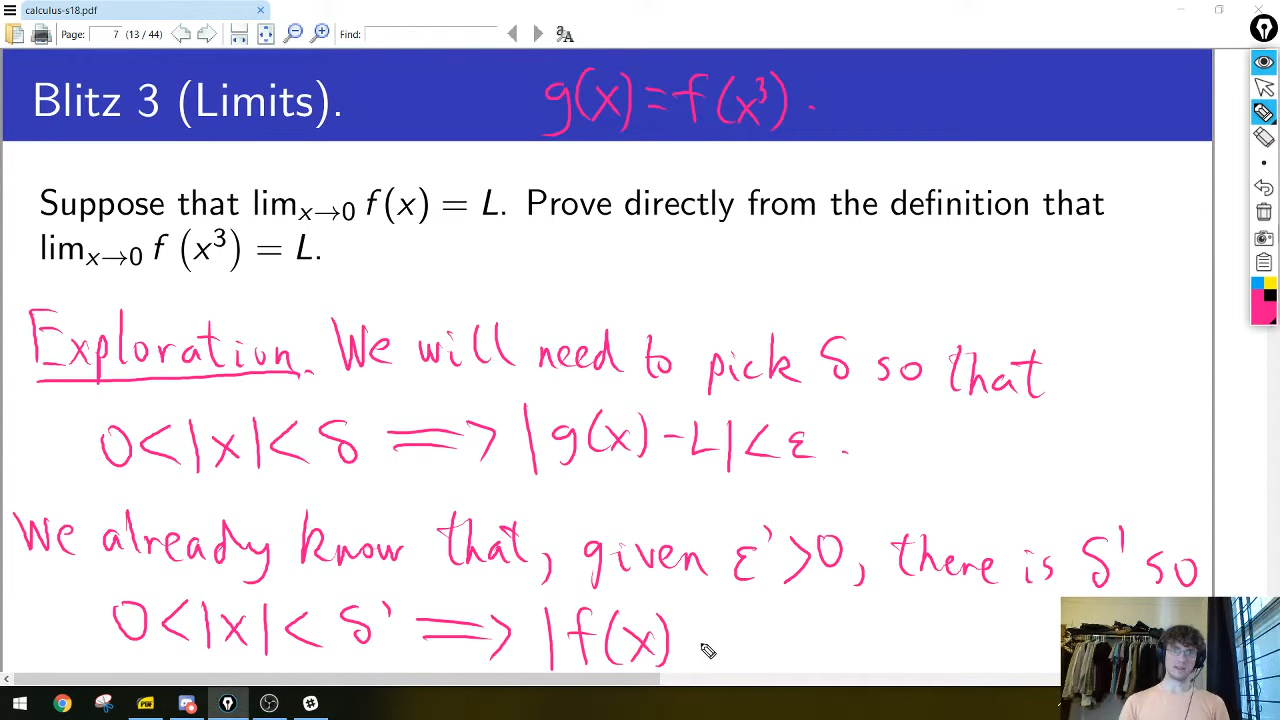 calculus-s18.pdf
Page: 7 (13 / 44) Find:
Blitz 3 (Limits). g(x)=f(x³).
Suppose that lim_{x→0} f(x) = L. Prove directly from the definition that
lim_{x→0} f (x³) = L.
Exploration. We will need to pick δ so that
0<|x|<δ ⟹ |g(x)-L|<ε.
We already know that, given ε'>0, there is δ' so
0<|x|<δ' ⟹ |f(x)